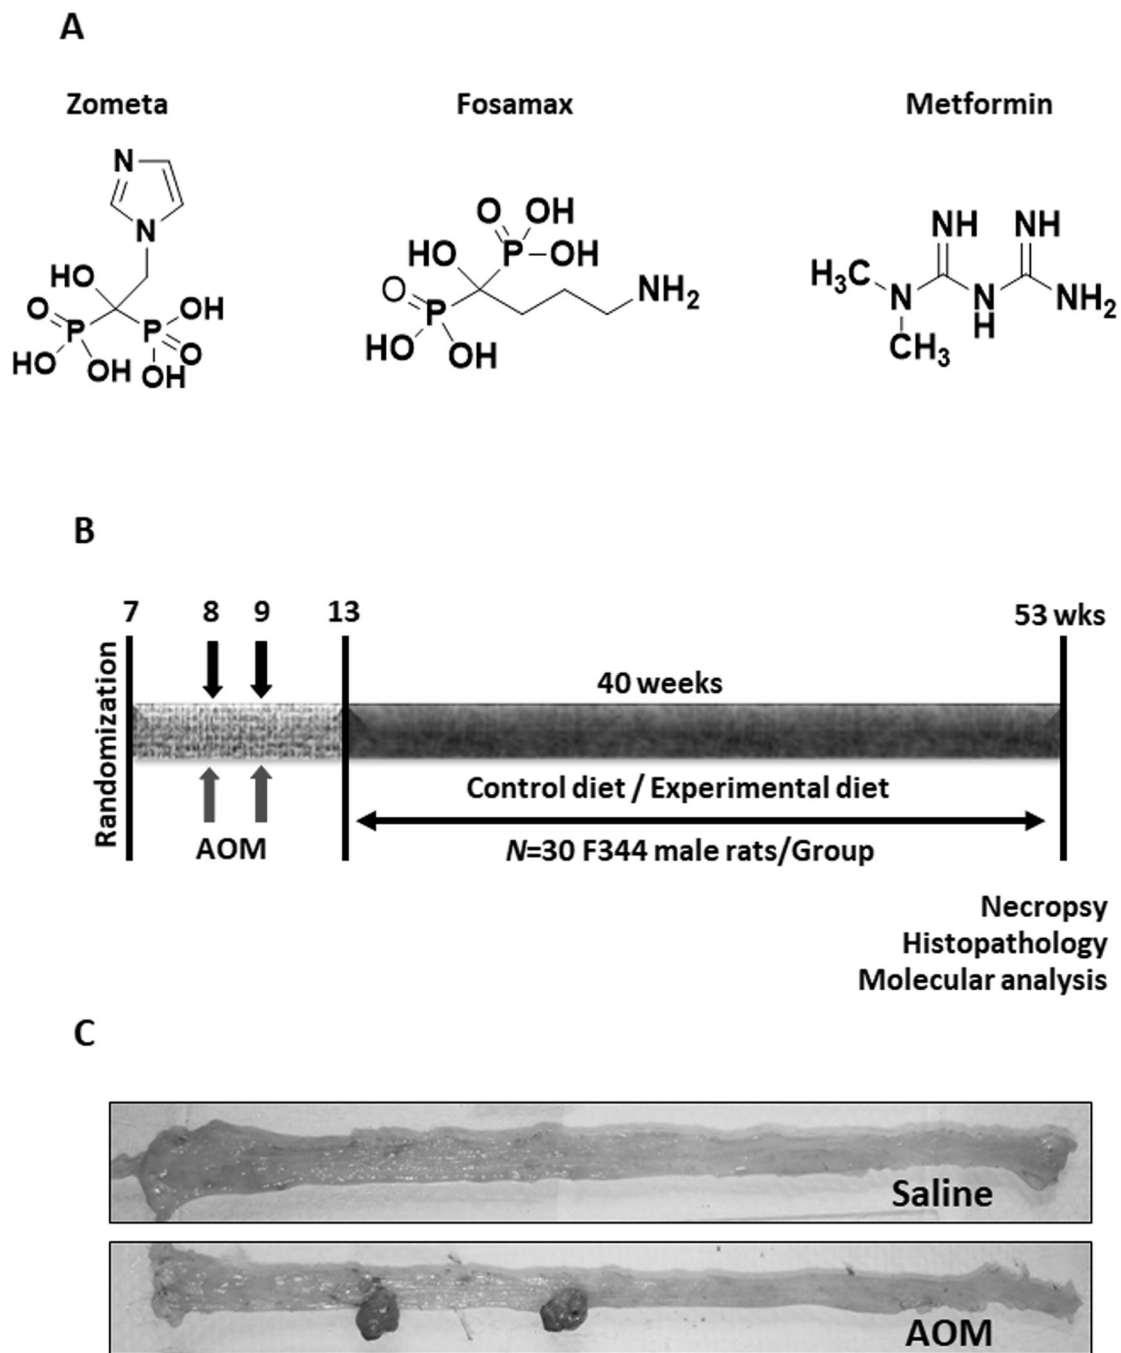 A
Zometa
Fosamax
Metformin
N
N
HO
O
P
P
OH
O
HO
OH
OH
O
OH
HO
P
OH
O
P
NH2
HO
OH
NH
NH
H3C
N
N
H
NH2
CH3
B
7
8
9
13
53 wks
Randomization
40 weeks
Control diet / Experimental diet
AOM
N=30 F344 male rats/Group
Necropsy
Histopathology
Molecular analysis
C
Saline
AOM